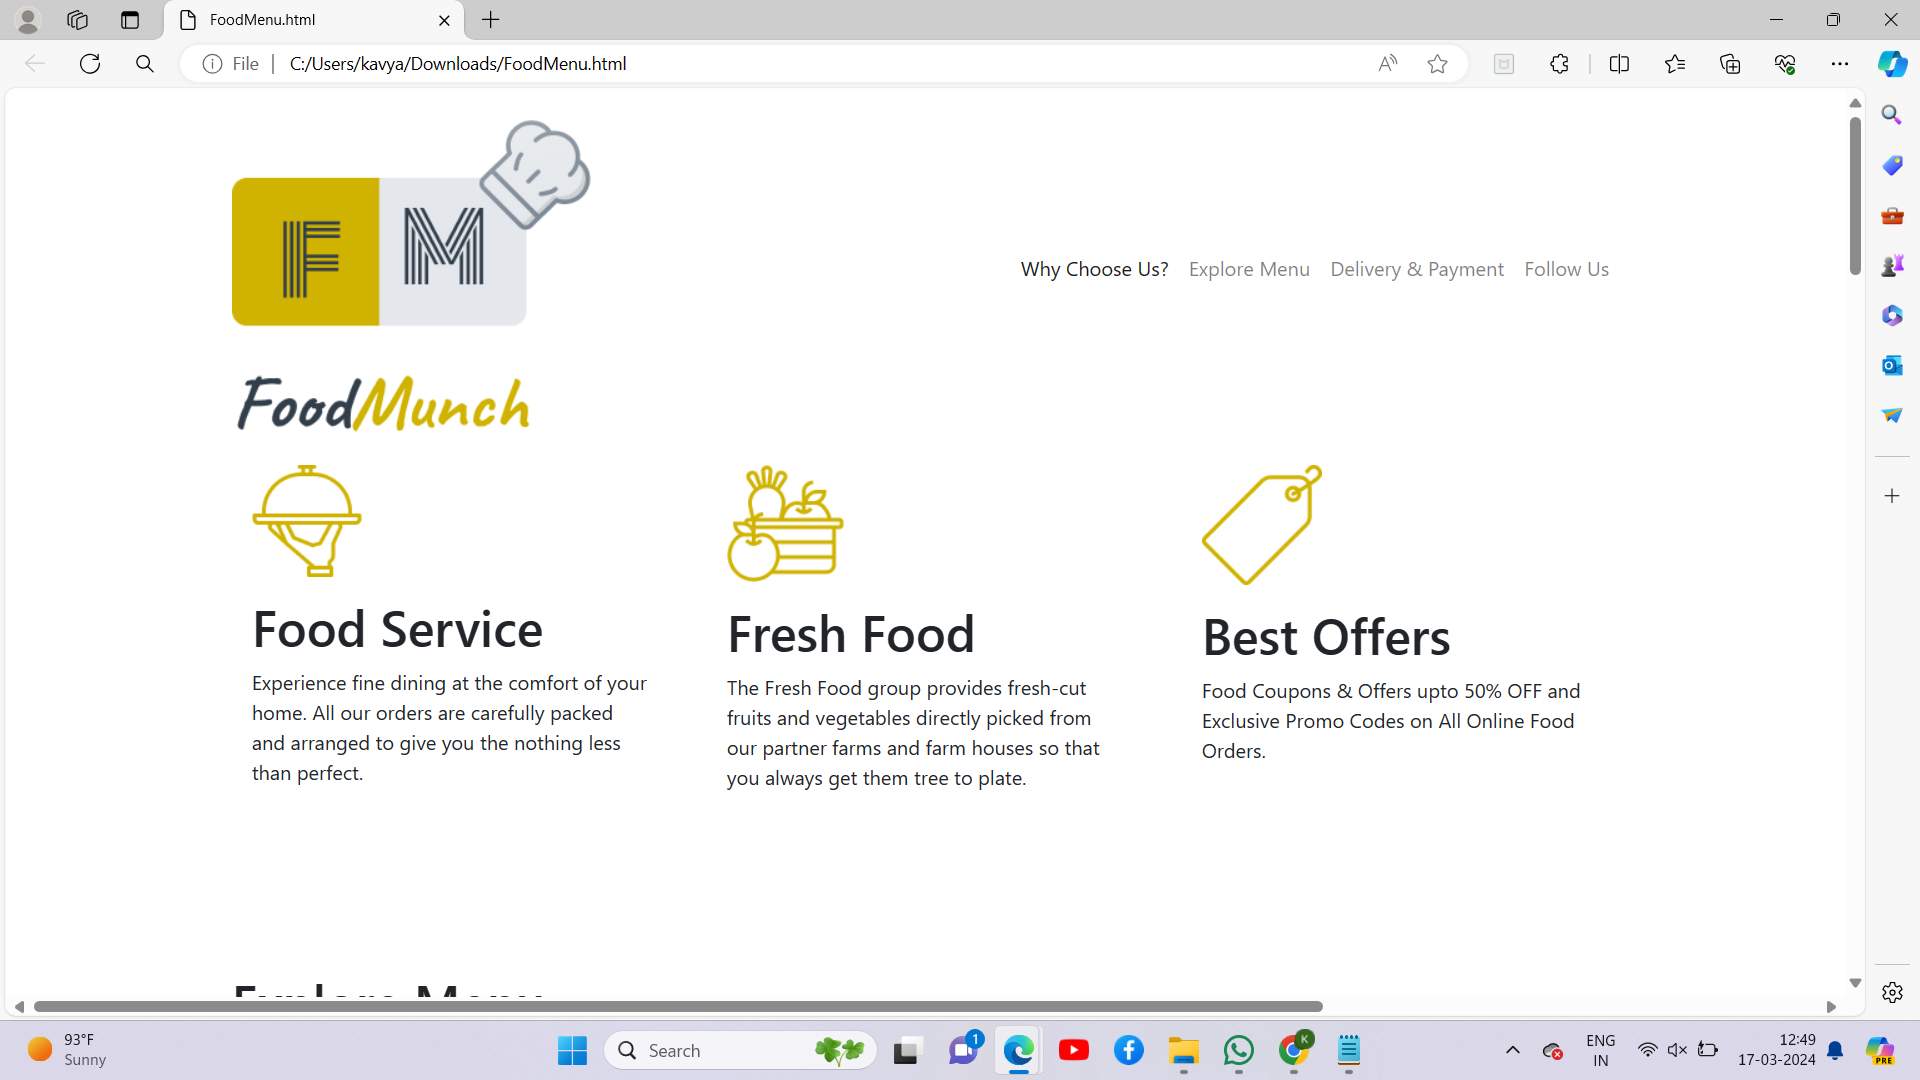 FoodMenu.html
File
C:/Users/kavya/Downloads/FoodMenu.html
F M
Why Choose Us? Explore Menu Delivery & Payment Follow Us
FoodMunch
Food Service
Experience fine dining at the comfort of your
home. All our orders are carefully packed
and arranged to give you the nothing less
than perfect.
Fresh Food
The Fresh Food group provides fresh-cut
fruits and vegetables directly picked from
our partner farms and farm houses so that
you always get them tree to plate.
Best Offers
Food Coupons & Offers upto 50% OFF and
Exclusive Promo Codes on All Online Food
Orders.
Explore Menu
93°F
Sunny
Search
1
K
ENG
IN
12:49
17-03-2024
PRE